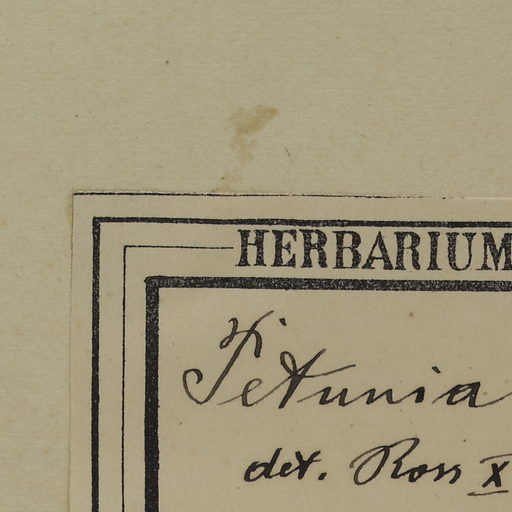 HERBARIUM
Petunia
det. Ross X